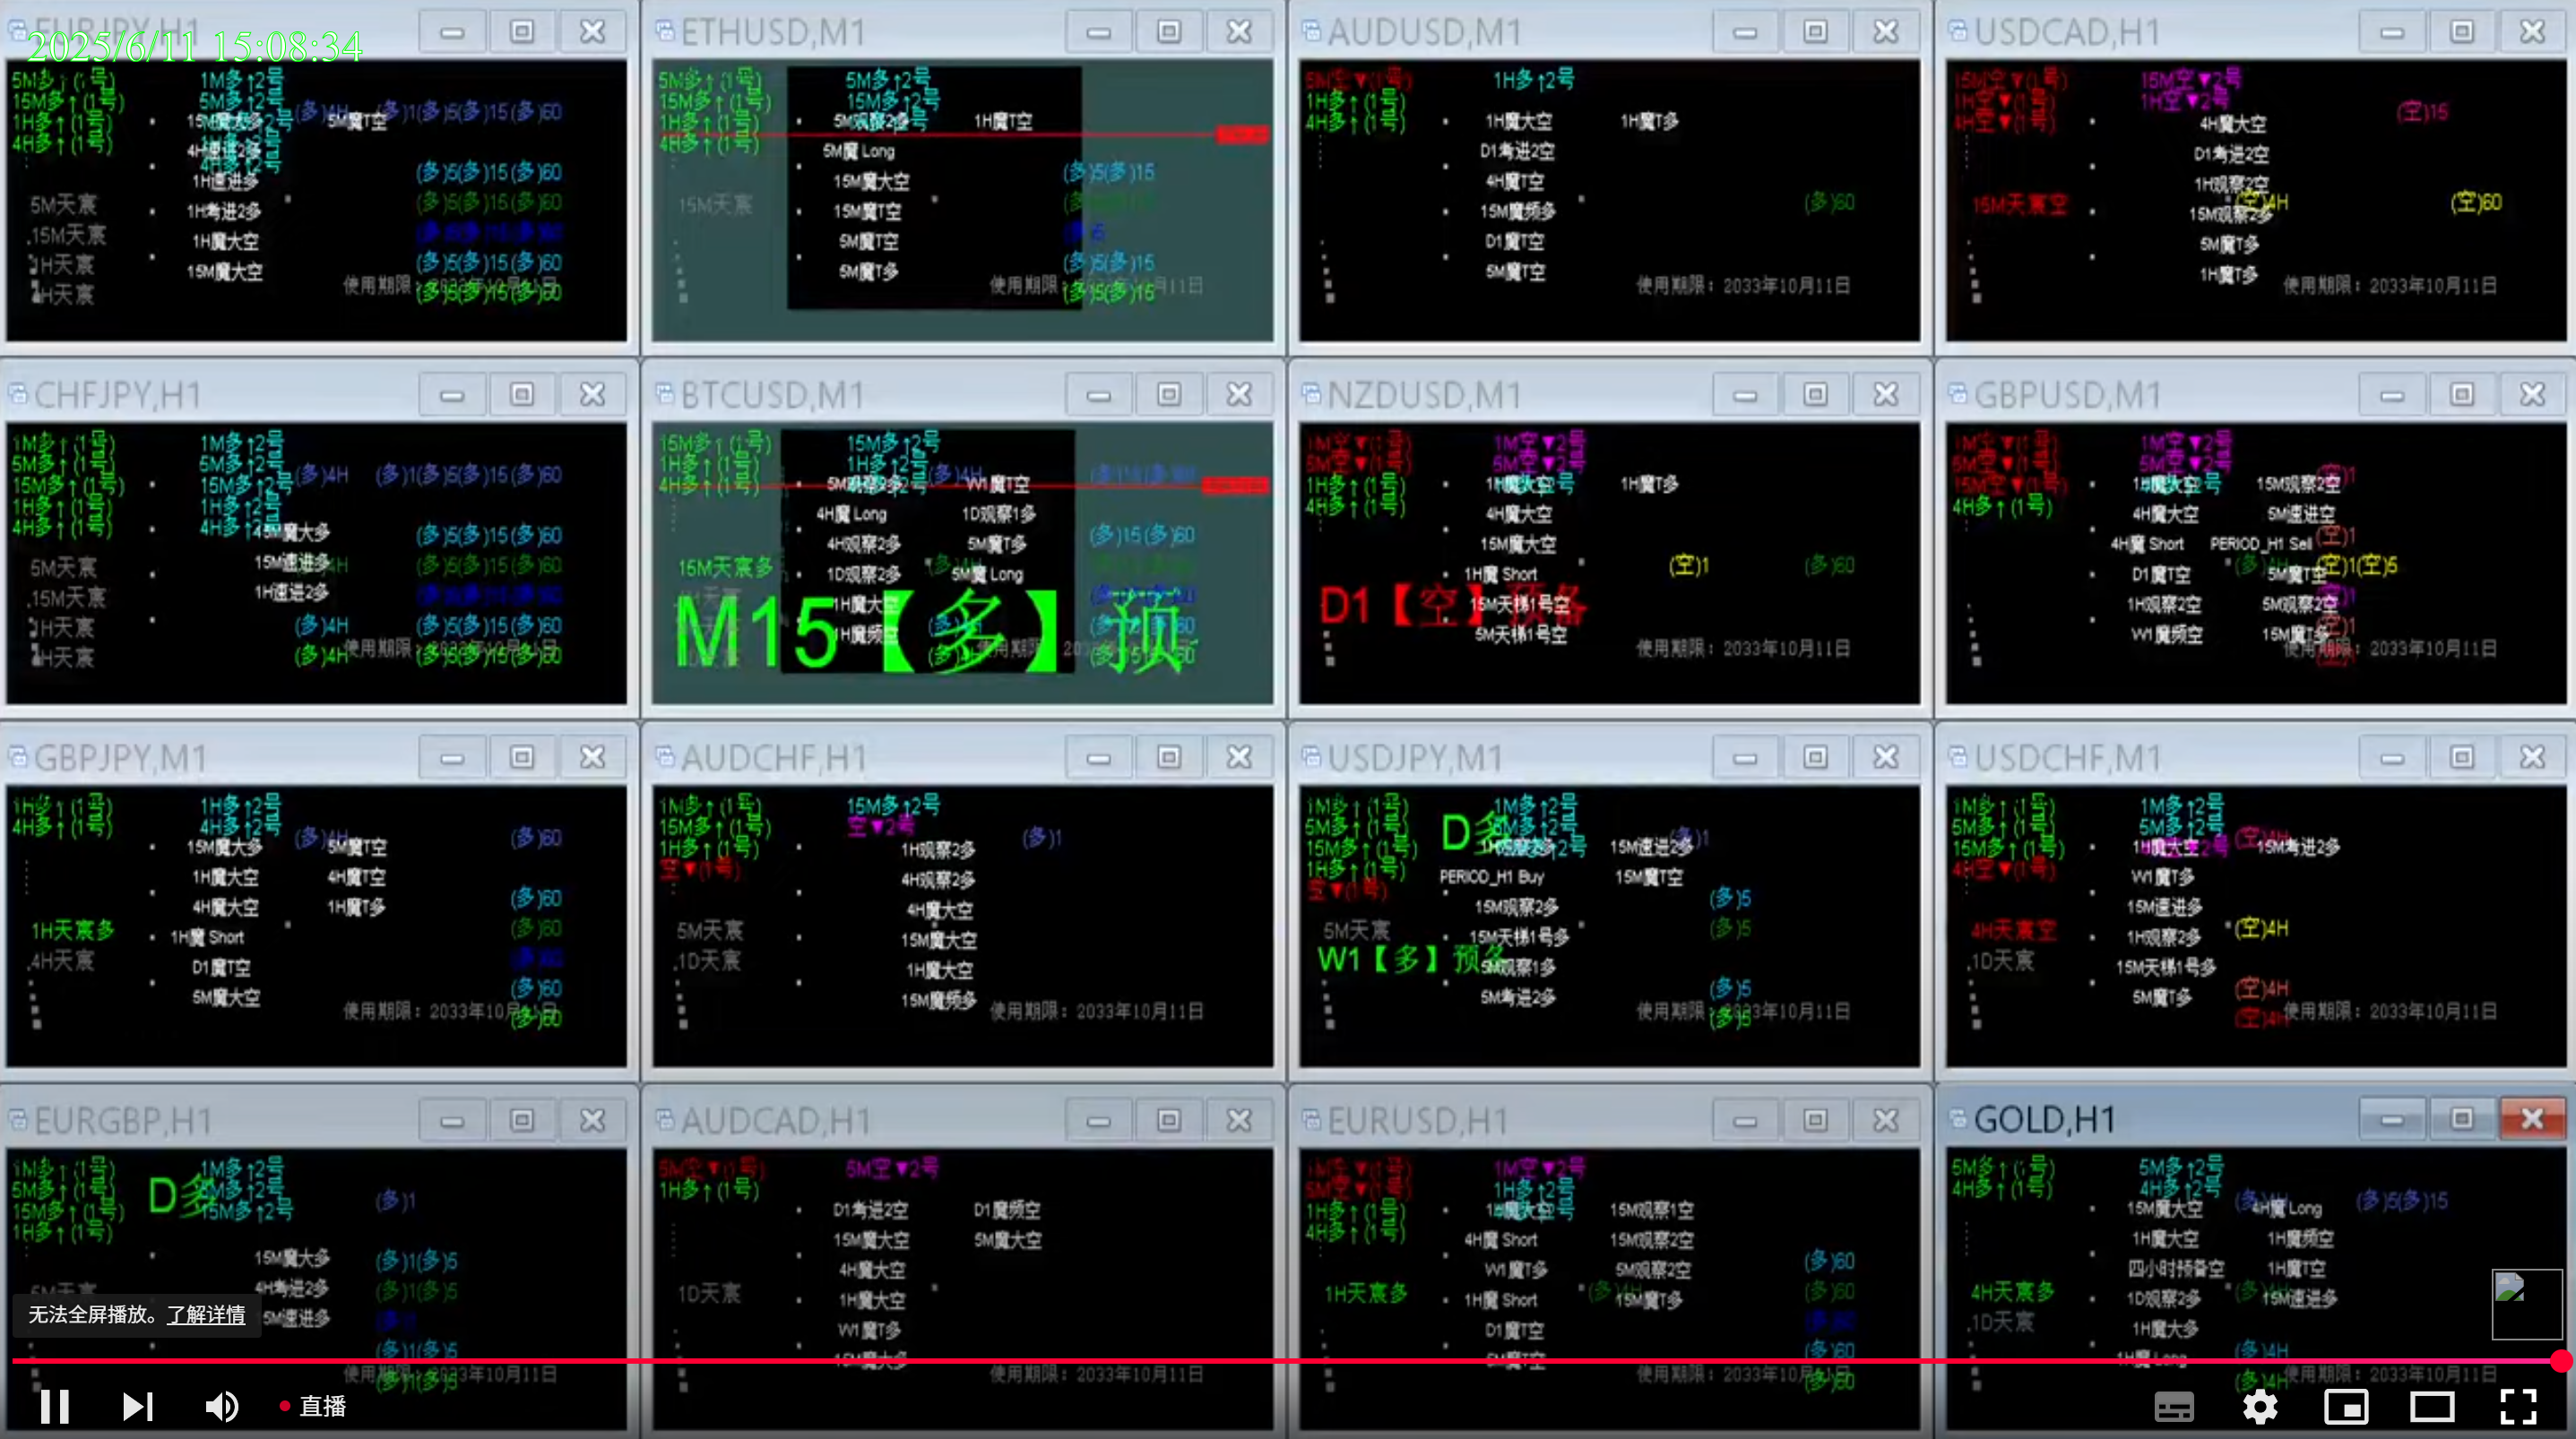 2025/6/11 15:08:34
EURJPY,H1
5M多↑(1号)
15M多↑(1号)
1H多↑(1号)
4H多↑(1号)
1M多↑2号
5M多↑2号
(多)4H (多)1(多)5(多)15(多)60
15M魔大多 5M魔T空
4H速进2多
1H速进多 (多)5(多)15(多)60
5M天宸 1H考进2多 (多)5(多)15(多)60
.15M天宸 1H魔大空
1H天宸 15M魔大空 (多)5(多)15(多)60
4H天宸 使用期限: (多)5(多)15(多)60
ETHUSD,M1
5M多↑(1号) 5M多↑2号
15M多↑(1号) 15M多↑2号
1H多↑(1号) 5M观察2多 1H魔T空
4H多↑(1号)
5M魔 Long
15M魔大空 (多)5(多)15
15M天宸 15M魔T空
5M魔T空
5M魔T多 (多)5(多)15
使用期限: (多)5(多)15
AUDUSD,M1
5M空▼(1号) 1H多↑2号
1H多↑(1号)
4H多↑(1号) 1H魔大空 1H魔T多
D1考进2空
4H魔T空
15M魔频多 (多)60
D1魔T空
5M魔T空
使用期限: 2033年10月11日
USDCAD,H1
15M空▼(1号) 15M空▼2号
1H空▼(1号) 1H空▼2号 (空)15
4H空▼(1号) 4H魔大空
D1考进2空
1H观察2空
15M天宸空 15M观察2多 (空)4H (空)60
5M魔T多
1H魔T多
使用期限: 2033年10月11日
CHFJPY,H1
1M多↑(1号) 1M多↑2号
5M多↑(1号) 5M多↑2号 (多)4H (多)1(多)5(多)15(多)60
15M多↑(1号) 15M多↑2号
1H多↑(1号) 1H多↑2号
4H多↑(1号) 4H多↑2号
45M魔大多 (多)5(多)15(多)60
5M天宸 15M速进多 (多)5(多)15(多)60
.15M天宸 1H速进2多
1H天宸 (多)4H (多)5(多)15(多)60
4H天宸 (多)4H 使用期限: (多)5(多)15(多)60
BTCUSD,M1
15M多↑(1号) 15M多↑2号
1H多↑(1号) 1H多↑2号 (多)4H
4H多↑(1号) 5M观察2多 W1魔T空
4H魔 Long 1D观察1多
4H观察2多 5M魔T多 (多)15(多)60
15M天宸多 1D观察2多 5M魔 Long
1H魔大空
1H魔频空
M15【多】预
NZDUSD,M1
1M空▼(1号) 1M空▼2号
5M空▼(1号) 5M空▼2号
1H多↑(1号) 1H魔大空 1H魔T多
4H多↑(1号) 4H魔大空
15M魔大空
1H魔 Short (空)1 (多)60
D1【空】预备 15M天梯1号空
5M天梯1号空
使用期限: 2033年10月11日
GBPUSD,M1
1M空▼(1号) 1M空▼2号
5M空▼(1号) 5M空▼2号
15M空▼(1号) 1H魔大空 15M观察2空 (空)1
4H多↑(1号) 4H魔大空 5M速进空
4H魔 Short PERIOD_H1 Sell (空)1
D1魔T空 5M魔T空 (空)1(空)5
1H观察2空 5M观察2空
W1魔频空 15M魔T多 (空)1
使用期限: 2033年10月11日
GBPJPY,M1
1H多↑(1号) 1H多↑2号
4H多↑(1号) 4H多↑2号 (多)4H (多)60
15M魔大多 5M魔T空
1H魔大空 4H魔T空
4H魔大空 1H魔T多 (多)60
1H天宸多 1H魔 Short (多)60
.4H天宸 D1魔T空
5M魔大空 (多)60
使用期限: 2033年10月11日 (多)60
AUDCHF,H1
1M多↑(1号) 15M多↑2号
15M多↑(1号) 空▼2号 (多)1
1H多↑(1号) 1H观察2多
空▼(1号) 4H观察2多
4H魔大空
5M天宸 15M魔大空
.1D天宸 1H魔大空
15M魔频多
使用期限: 2033年10月11日
USDJPY,M1
1M多↑(1号) 1M多↑2号
5M多↑(1号) D多 5M多↑2号 (多)1
15M多↑(1号) 1H观察2多 15M速进2多
1H多↑(1号) PERIOD_H1 Buy 15M魔T空
空▼(1号) 15M观察2多 (多)5
5M天宸 15M天梯1号多 (多)5
W1【多】预备 5M观察1多
5M考进2多 (多)5
使用期限: 2033年10月11日 (多)5
USDCHF,M1
1M多↑(1号) 1M多↑2号
5M多↑(1号) 5M多↑2号 (空)4H
15M多↑(1号) 1H魔大空 15M考进2多
4H空▼(1号) W1魔T多
15M速进多
4H天宸空 1H观察2多 (空)4H
.1D天宸 15M天梯1号多
5M魔T多 (空)4H
(空)4H 使用期限: 2033年10月11日
EURGBP,H1
1M多↑(1号) 1M多↑2号
5M多↑(1号) D多 5M多↑2号 (多)1
15M多↑(1号) 15M多↑2号
1H多↑(1号)
15M魔大多 (多)1(多)5
5M天宸 4H考进2多 (多)1(多)5
15M速进多
(多)1(多)5
使用期限: (多)1(多)5 年10月11日
AUDCAD,H1
5M空▼(1号) 5M空▼2号
1H多↑(1号)
D1考进2空 D1魔频空
15M魔大空 5M魔大空
4H魔大空
1D天宸 1H魔大空
W1魔T多
15M魔大多
使用期限: 2033年10月11日
EURUSD,H1
1M空▼(1号) 1M空▼2号
5M空▼(1号) 1H多↑2号
1H多↑(1号) 1H魔大空 15M观察1空
4H多↑(1号) 4H魔 Short 15M观察2空
W1魔T多 5M观察2空 (多)60
1H天宸多 1H魔 Short 15M魔T多 (多)60
D1魔T空
5M魔T空 (多)60
使用期限: 2033年10月11日 (多)60
GOLD,H1
5M多↑(1号) 5M多↑2号
4H多↑(1号) 4H多↑2号 (多)5(多)15
15M魔大空 4H魔 Long
1H魔大空 1H魔频空
四小时预备空 1H魔T空
4H天宸多 1D观察2多 15M速进多
.1D天宸 1H魔大多
1H魔 Long (多)4H
(多)4H 使用期限: 2033年10月11日
无法全屏播放。了解详情
直播